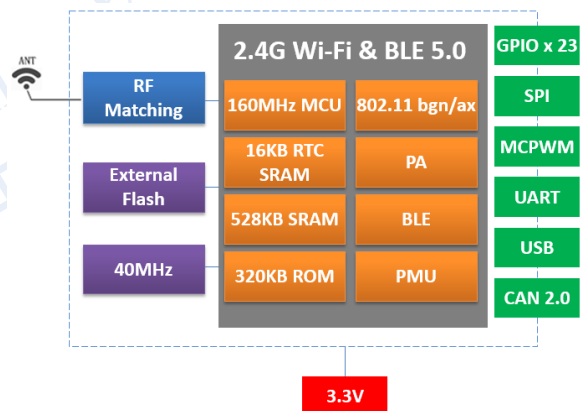 2.4G Wi-Fi & BLE 5.0
GPIO x 23
ANT
RF
Matching
160MHz MCU
802.11 bgn/ax
SPI
16KB RTC
SRAM
PA
MCPWM
External
Flash
528KB SRAM
BLE
UART
USB
40MHz
320KB ROM
PMU
CAN 2.0
3.3V